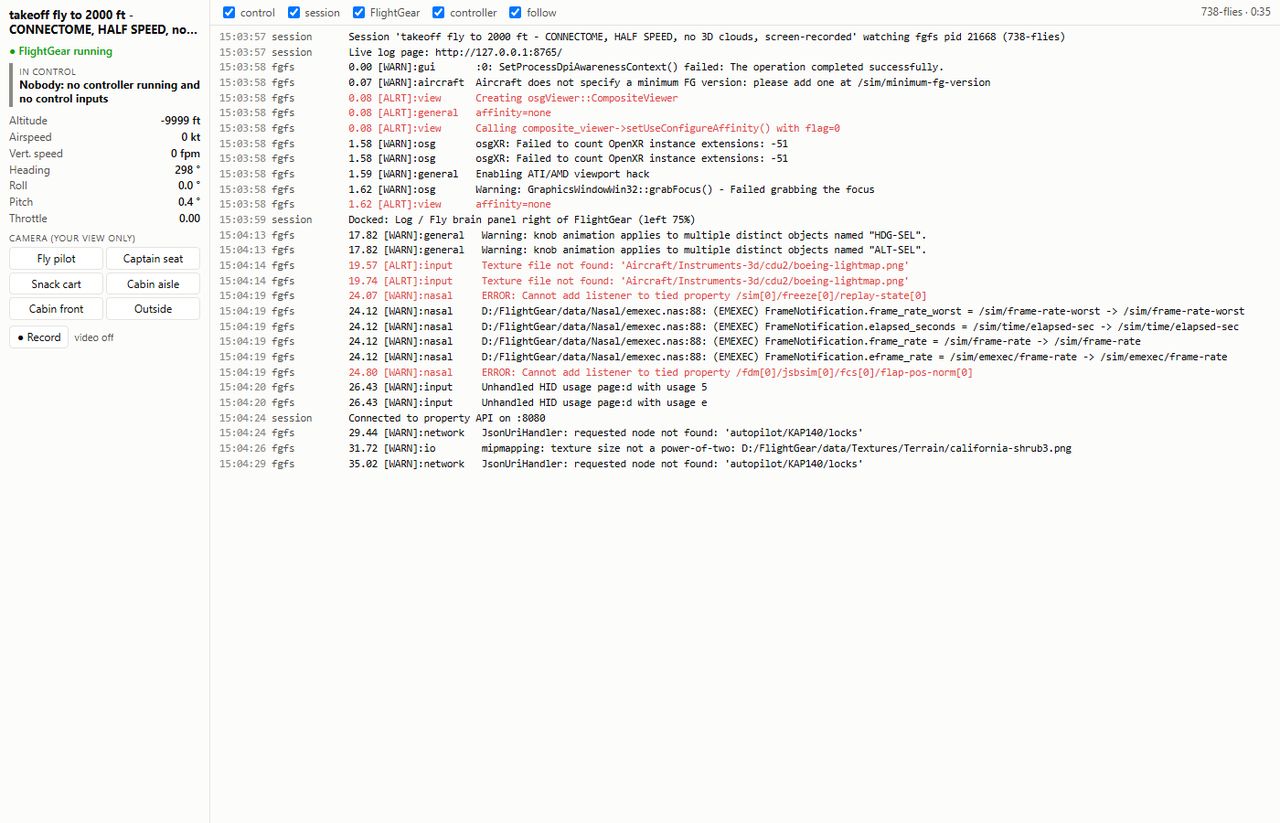 takeoff fly to 2000 ft -
CONNECTOME, HALF SPEED, no...
● FlightGear running
IN CONTROL
Nobody: no controller running and
no control inputs
Altitude -9999 ft
Airspeed 0 kt
Vert. speed 0 fpm
Heading 298 °
Roll 0.0 °
Pitch 0.4 °
Throttle 0.00
CAMERA (YOUR VIEW ONLY)
Fly pilot Captain seat
Snack cart Cabin aisle
Cabin front Outside
● Record video off
control session FlightGear controller follow 738-flies · 0:35
15:03:57 session Session 'takeoff fly to 2000 ft - CONNECTOME, HALF SPEED, no 3D clouds, screen-recorded' watching fgfs pid 21668 (738-flies)
15:03:57 session Live log page: http://127.0.0.1:8765/
15:03:58 fgfs 0.00 [WARN]:gui :0: SetProcessDpiAwarenessContext() failed: The operation completed successfully.
15:03:58 fgfs 0.07 [WARN]:aircraft Aircraft does not specify a minimum FG version: please add one at /sim/minimum-fg-version
15:03:58 fgfs 0.08 [ALRT]:view Creating osgViewer::CompositeViewer
15:03:58 fgfs 0.08 [ALRT]:general affinity=none
15:03:58 fgfs 0.08 [ALRT]:view Calling composite_viewer->setUseConfigureAffinity() with flag=0
15:03:58 fgfs 1.58 [WARN]:osg osgXR: Failed to count OpenXR instance extensions: -51
15:03:58 fgfs 1.58 [WARN]:osg osgXR: Failed to count OpenXR instance extensions: -51
15:03:58 fgfs 1.59 [WARN]:general Enabling ATI/AMD viewport hack
15:03:58 fgfs 1.62 [WARN]:osg Warning: GraphicsWindowWin32::grabFocus() - Failed grabbing the focus
15:03:58 fgfs 1.62 [ALRT]:view affinity=none
15:03:59 session Docked: Log / Fly brain panel right of FlightGear (left 75%)
15:04:13 fgfs 17.82 [WARN]:general Warning: knob animation applies to multiple distinct objects named "HDG-SEL".
15:04:13 fgfs 17.82 [WARN]:general Warning: knob animation applies to multiple distinct objects named "ALT-SEL".
15:04:14 fgfs 19.57 [ALRT]:input Texture file not found: 'Aircraft/Instruments-3d/cdu2/boeing-lightmap.png'
15:04:14 fgfs 19.74 [ALRT]:input Texture file not found: 'Aircraft/Instruments-3d/cdu2/boeing-lightmap.png'
15:04:19 fgfs 24.07 [WARN]:nasal ERROR: Cannot add listener to tied property /sim[0]/freeze[0]/replay-state[0]
15:04:19 fgfs 24.12 [WARN]:nasal D:/FlightGear/data/Nasal/emexec.nas:88: (EMEXEC) FrameNotification.frame_rate_worst = /sim/frame-rate-worst -> /sim/frame-rate-worst
15:04:19 fgfs 24.12 [WARN]:nasal D:/FlightGear/data/Nasal/emexec.nas:88: (EMEXEC) FrameNotification.elapsed_seconds = /sim/time/elapsed-sec -> /sim/time/elapsed-sec
15:04:19 fgfs 24.12 [WARN]:nasal D:/FlightGear/data/Nasal/emexec.nas:88: (EMEXEC) FrameNotification.frame_rate = /sim/frame-rate -> /sim/frame-rate
15:04:19 fgfs 24.12 [WARN]:nasal D:/FlightGear/data/Nasal/emexec.nas:88: (EMEXEC) FrameNotification.eframe_rate = /sim/emexec/frame-rate -> /sim/emexec/frame-rate
15:04:19 fgfs 24.80 [WARN]:nasal ERROR: Cannot add listener to tied property /fdm[0]/jsbsim[0]/fcs[0]/flap-pos-norm[0]
15:04:20 fgfs 26.43 [WARN]:input Unhandled HID usage page:d with usage 5
15:04:20 fgfs 26.43 [WARN]:input Unhandled HID usage page:d with usage e
15:04:24 session Connected to property API on :8080
15:04:24 fgfs 29.44 [WARN]:network JsonUriHandler: requested node not found: 'autopilot/KAP140/locks'
15:04:26 fgfs 31.72 [WARN]:io mipmapping: texture size not a power-of-two: D:/FlightGear/data/Textures/Terrain/california-shrub3.png
15:04:29 fgfs 35.02 [WARN]:network JsonUriHandler: requested node not found: 'autopilot/KAP140/locks'